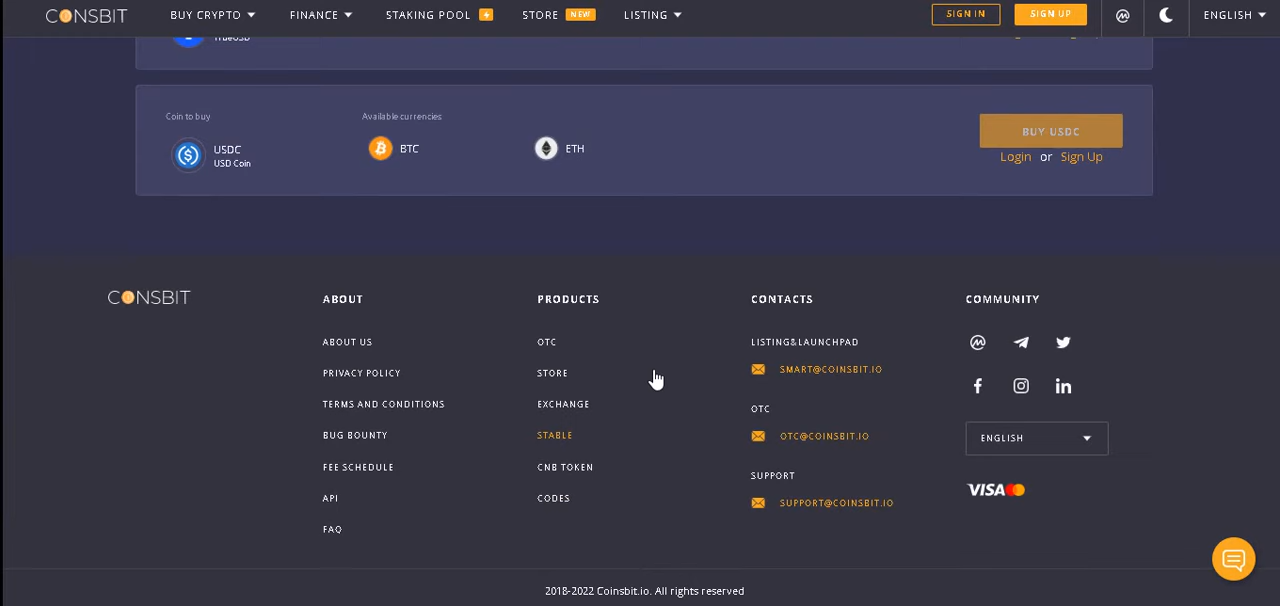 CONSBIT BUY CRYPTO FINANCE STAKING POOL STORE NEW LISTING SIGN IN SIGN UP ENGLISH
TrueUSD
Coin to buy Available currencies
USDC BTC ETH BUY USDC
USD Coin
Login or Sign Up
CONSBIT ABOUT PRODUCTS CONTACTS COMMUNITY
ABOUT US OTC LISTING&LAUNCHPAD
PRIVACY POLICY STORE SMART@COINSBIT.IO
TERMS AND CONDITIONS EXCHANGE OTC
BUG BOUNTY STABLE OTC@COINSBIT.IO ENGLISH
FEE SCHEDULE CNB TOKEN SUPPORT
API CODES SUPPORT@COINSBIT.IO VISA
FAQ
2018-2022 Coinsbit.io. All rights reserved